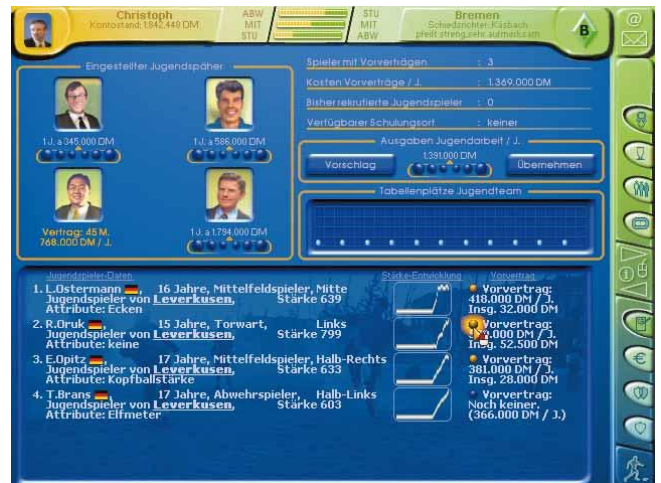 Christoph
Kontostand: 1.842.448 DM
ABW
MIT
STU
STU
MIT
ABW
Bremen
Schiedsrichter: Käsbach
pfeift streng, sehr aufmerksam
B
@
Eingestellter Jugendspäher
1 J. a 345.000 DM
1 J. a 586.000 DM
Vertrag: 45 M.
768.000 DM / J.
1 J. a 1.794.000 DM
Spieler mit Vorverträgen : 3
Kosten Vorverträge / J. : 1.369.000 DM
Bisher rekrutierte Jugendspieler : 0
Verfügbarer Schulungsort : keiner
Ausgaben Jugendarbeit / J.
Vorschlag
1.391.000 DM
Übernehmen
Tabellenplätze Jugendteam
Jugendspieler-Daten
Stärke-Entwicklung
Vorvertrag
1. L.Ostermann, 16 Jahre, Mittelfeldspieler, Mitte
Jugendspieler von Leverkusen, Stärke 639
Attribute: Ecken
Vorvertrag:
418.000 DM / J.
Insg. 32.000 DM
2. R.Oruk, 15 Jahre, Torwart, Links
Jugendspieler von Leverkusen, Stärke 799
Attribute: keine
Vorvertrag:
.000 DM / J.
Insg. 52.500 DM
3. E.Opitz, 17 Jahre, Mittelfeldspieler, Halb-Rechts
Jugendspieler von Leverkusen, Stärke 633
Attribute: Kopfballstärke
Vorvertrag:
381.000 DM / J.
Insg. 28.000 DM
4. T.Brans, 17 Jahre, Abwehrspieler, Halb-Links
Jugendspieler von Leverkusen, Stärke 603
Attribute: Elfmeter
Vorvertrag:
Noch keiner.
(366.000 DM / J.)